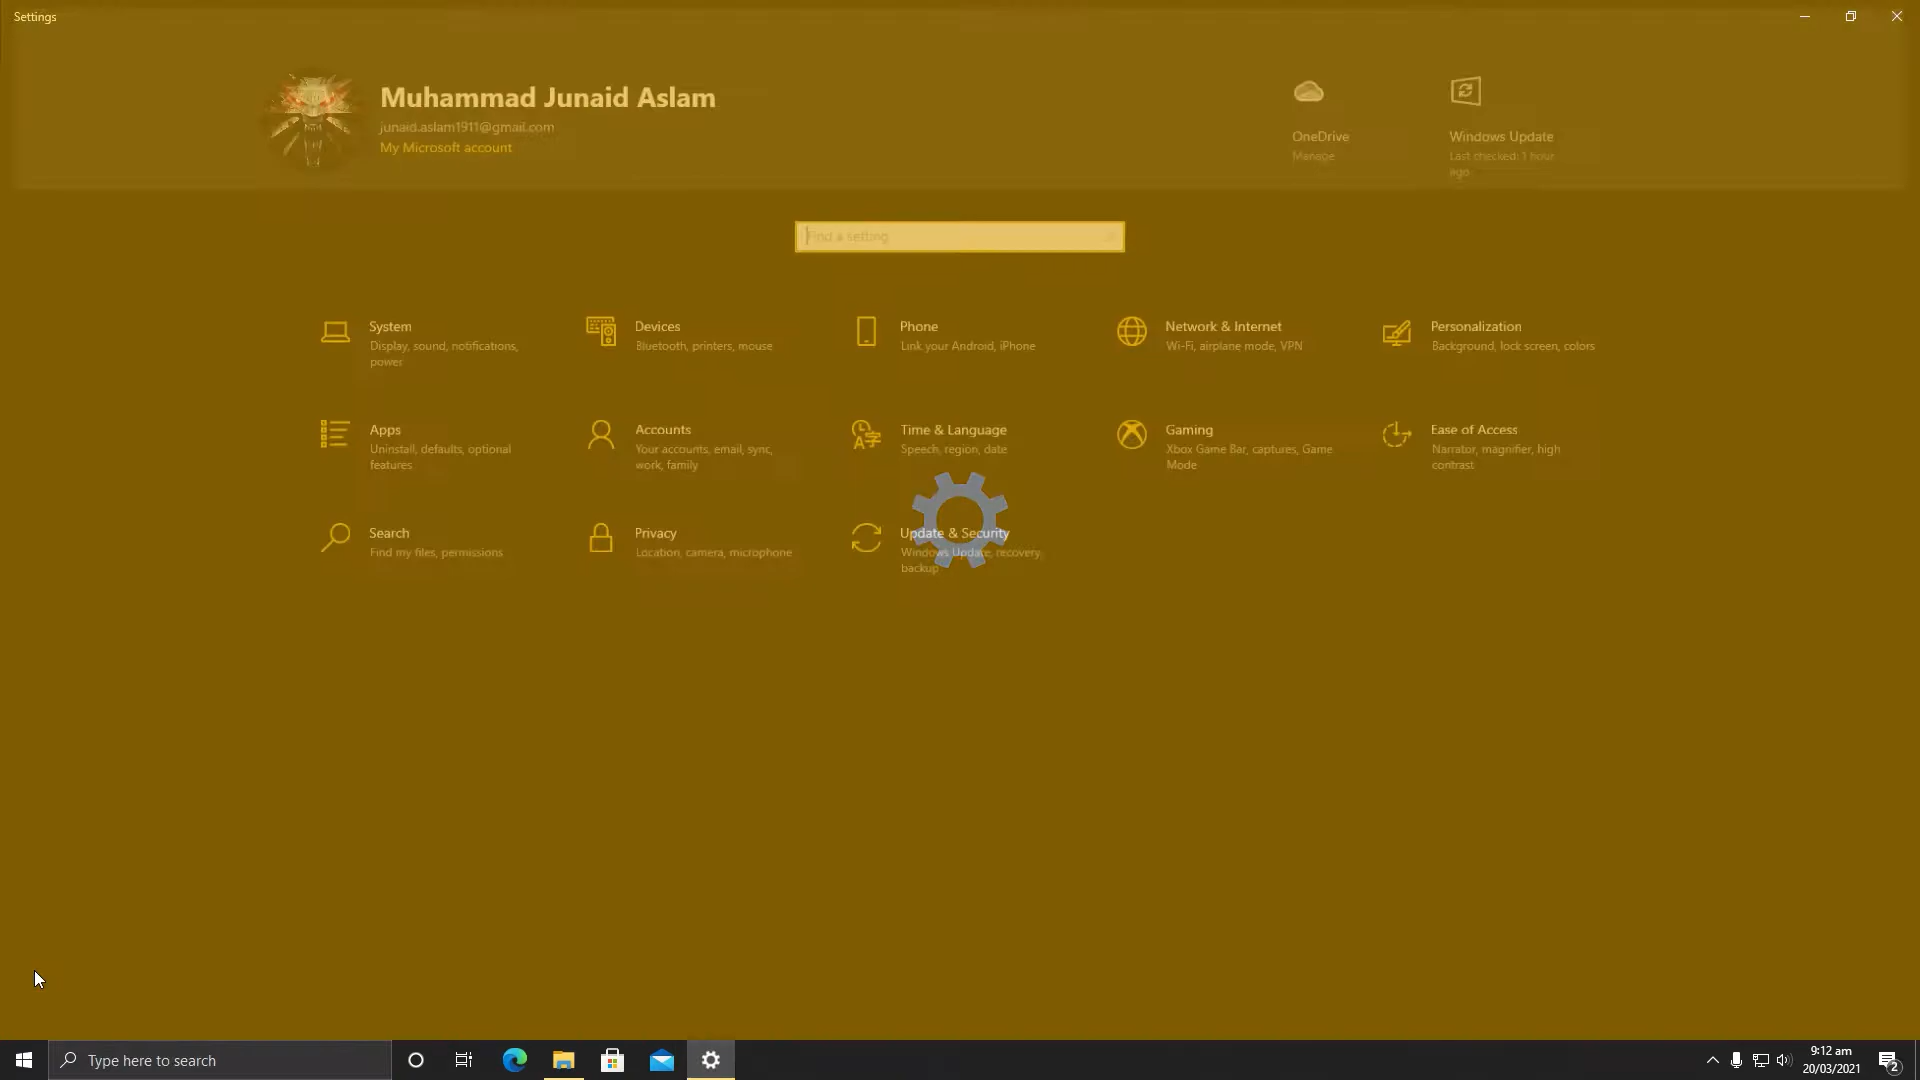 Settings
Muhammad Junaid Aslam
junaid.aslam1911@gmail.com
My Microsoft account
OneDrive
Manage
Windows Update
Last checked: 1 hour
ago
Find a setting
System
Display, sound, notifications,
power
Devices
Bluetooth, printers, mouse
Phone
Link your Android, iPhone
Network & Internet
Wi-Fi, airplane mode, VPN
Personalization
Background, lock screen, colors
Apps
Uninstall, defaults, optional
features
Accounts
Your accounts, email, sync,
work, family
Time & Language
Speech, region, date
Gaming
Xbox Game Bar, captures, Game
Mode
Ease of Access
Narrator, magnifier, high
contrast
Search
Find my files, permissions
Privacy
Location, camera, microphone
Update & Security
Windows Update, recovery,
backup
Type here to search
9:12 am
20/03/2021
2